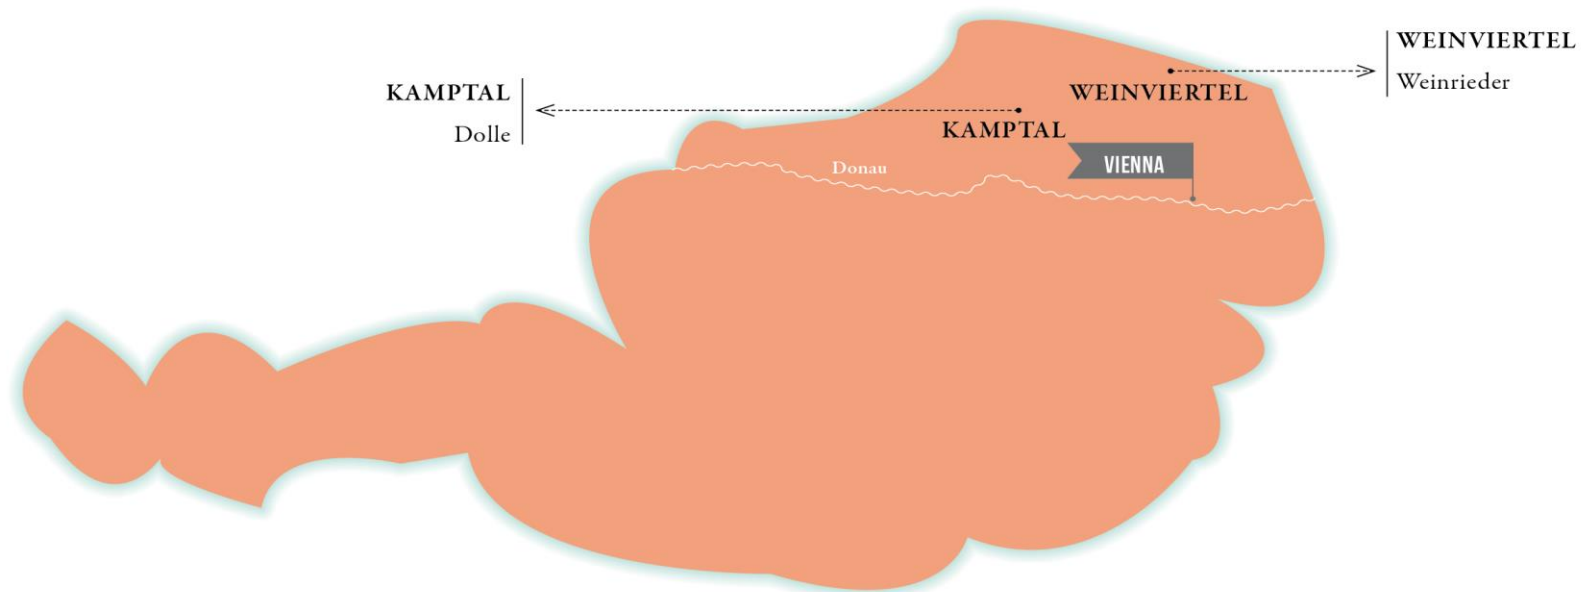 WEINVIERTEL
Weinrieder
KAMPTAL
Dolle
WEINVIERTEL
KAMPTAL
VIENNA
Donau